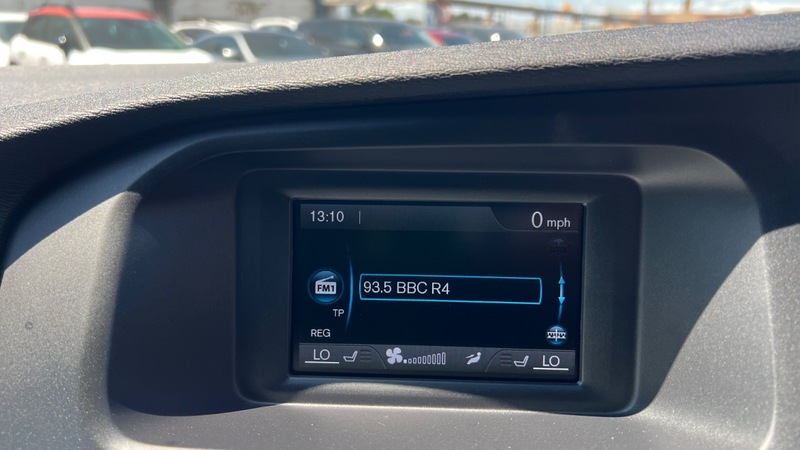 13:10
0 mph
FM1
93.5 BBC R4
TP
REG
LO
LO